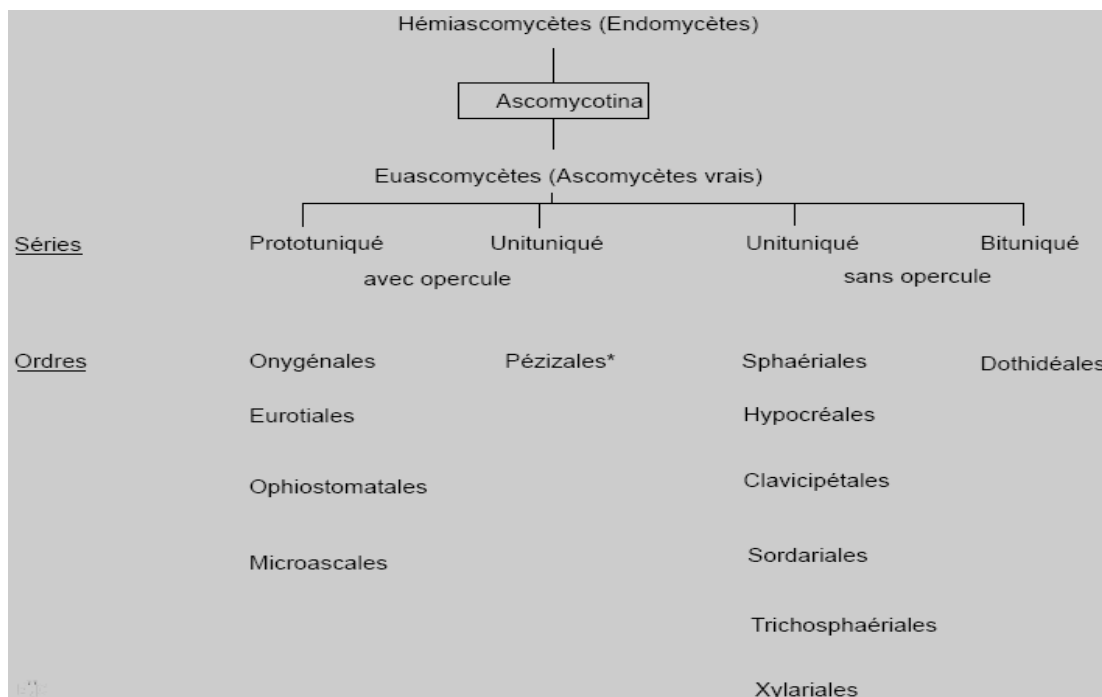 Hémiascomycètes (Endomycètes)
Ascomycotina
Euascomycètes (Ascomycètes vrais)
Séries Prototuniqué Unituniqué Unituniqué Bituniqué
avec opercule sans opercule
Ordres Onygénales Pézizales* Sphaériales Dothidéales
Eurotiales Hypocréales
Ophiostomatales Clavicipétales
Microascales Sordariales
Trichosphaériales
Xylariales